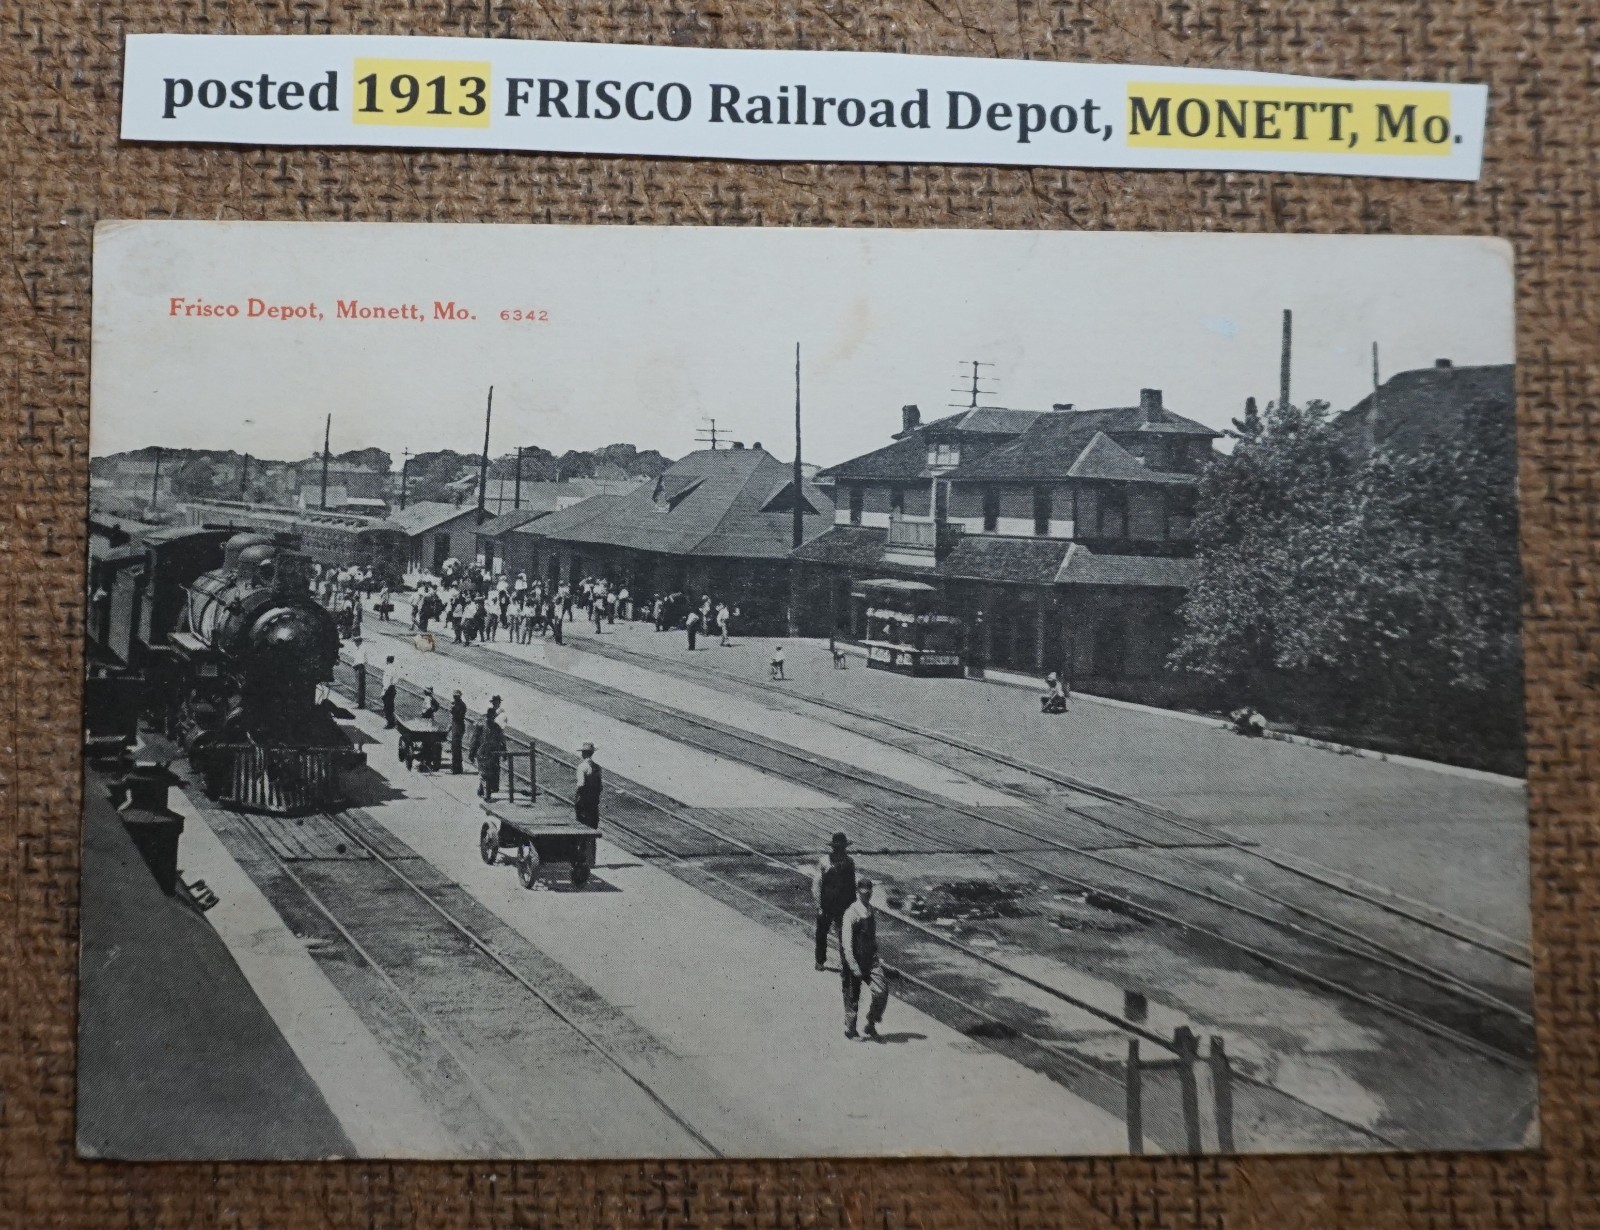 posted 1913 FRISCO Railroad Depot, MONETT, Mo.
Frisco Depot, Monett, Mo. 6342